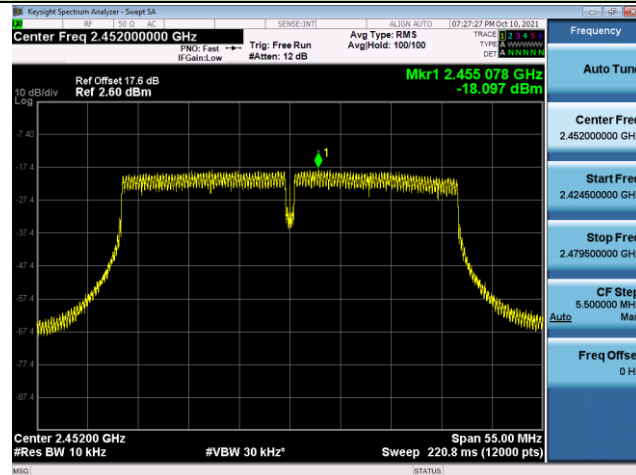 Keysight Spectrum Analyzer - Swept SA
RF 50 Ω AC SENSE:INT ALIGN AUTO 07:27:27 PM Oct 10, 2021
Center Freq 2.452000000 GHz
PNO: Fast
IFGain:Low
Trig: Free Run
#Atten: 12 dB
Avg Type: RMS
Avg|Hold: 100/100
TRACE 1 2 3 4 5 6
TYPE A WWWWW
DET A NNNNN
Mkr1 2.455 078 GHz
-18.097 dBm
Ref Offset 17.6 dB
10 dB/div Ref 2.60 dBm
Log
-7.40
-17.4
-27.4
-37.4
-47.4
-57.4
-67.4
-77.4
-87.4
1
Center 2.45200 GHz Span 55.00 MHz
#Res BW 10 kHz #VBW 30 kHz* Sweep 220.8 ms (12000 pts)
MSG STATUS
Frequency
Auto Tune
Center Freq
2.452000000 GH
Start Freq
2.424500000 GH
Stop Freq
2.479500000 GH
CF Step
5.500000 MH
Auto Ma
Freq Offse
0 H